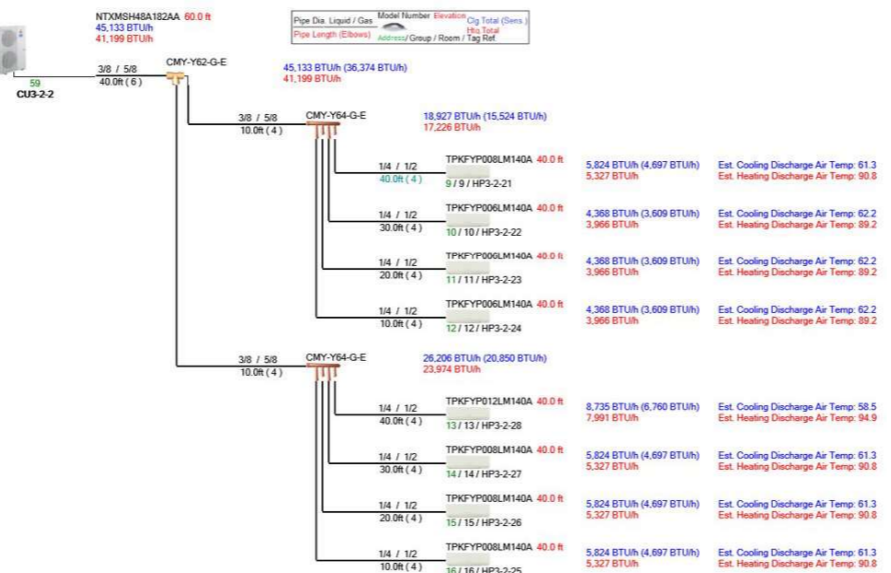 NTXMSH48A182AA 60.0 ft
45,133 BTU/h
41,199 BTU/h
Pipe Dia. Liquid / Gas Model Number Elevation Clg Total (Sens.)
Pipe Length (Elbows) Address/Group / Room / Tag Ref. Htg Total
59
CU3-2-2
3/8 / 5/8
40.0ft ( 6 )
CMY-Y62-G-E
45,133 BTU/h (36,374 BTU/h)
41,199 BTU/h
3/8 / 5/8
10.0ft ( 4 )
CMY-Y64-G-E
18,927 BTU/h (15,524 BTU/h)
17,226 BTU/h
1/4 / 1/2
40.0ft ( 4 )
TPKFYP008LM140A 40.0 ft
9 / 9 / HP3-2-21
5,824 BTU/h (4,697 BTU/h) Est. Cooling Discharge Air Temp: 61.3
5,327 BTU/h Est. Heating Discharge Air Temp: 90.8
1/4 / 1/2
30.0ft ( 4 )
TPKFYP006LM140A 40.0 ft
10 / 10 / HP3-2-22
4,368 BTU/h (3,609 BTU/h) Est. Cooling Discharge Air Temp: 62.2
3,966 BTU/h Est. Heating Discharge Air Temp: 89.2
1/4 / 1/2
20.0ft ( 4 )
TPKFYP006LM140A 40.0 ft
11 / 11 / HP3-2-23
4,368 BTU/h (3,609 BTU/h) Est. Cooling Discharge Air Temp: 62.2
3,966 BTU/h Est. Heating Discharge Air Temp: 89.2
1/4 / 1/2
10.0ft ( 4 )
TPKFYP006LM140A 40.0 ft
12 / 12 / HP3-2-24
4,368 BTU/h (3,609 BTU/h) Est. Cooling Discharge Air Temp: 62.2
3,966 BTU/h Est. Heating Discharge Air Temp: 89.2
3/8 / 5/8
10.0ft ( 4 )
CMY-Y64-G-E
26,206 BTU/h (20,850 BTU/h)
23,974 BTU/h
1/4 / 1/2
40.0ft ( 4 )
TPKFYP012LM140A 40.0 ft
13 / 13 / HP3-2-28
8,735 BTU/h (6,760 BTU/h) Est. Cooling Discharge Air Temp: 58.5
7,991 BTU/h Est. Heating Discharge Air Temp: 94.9
1/4 / 1/2
30.0ft ( 4 )
TPKFYP008LM140A 40.0 ft
14 / 14 / HP3-2-27
5,824 BTU/h (4,697 BTU/h) Est. Cooling Discharge Air Temp: 61.3
5,327 BTU/h Est. Heating Discharge Air Temp: 90.8
1/4 / 1/2
20.0ft ( 4 )
TPKFYP008LM140A 40.0 ft
15 / 15 / HP3-2-26
5,824 BTU/h (4,697 BTU/h) Est. Cooling Discharge Air Temp: 61.3
5,327 BTU/h Est. Heating Discharge Air Temp: 90.8
1/4 / 1/2
10.0ft ( 4 )
TPKFYP008LM140A 40.0 ft
16 / 16 / HP3-2-25
5,824 BTU/h (4,697 BTU/h) Est. Cooling Discharge Air Temp: 61.3
5,327 BTU/h Est. Heating Discharge Air Temp: 90.8